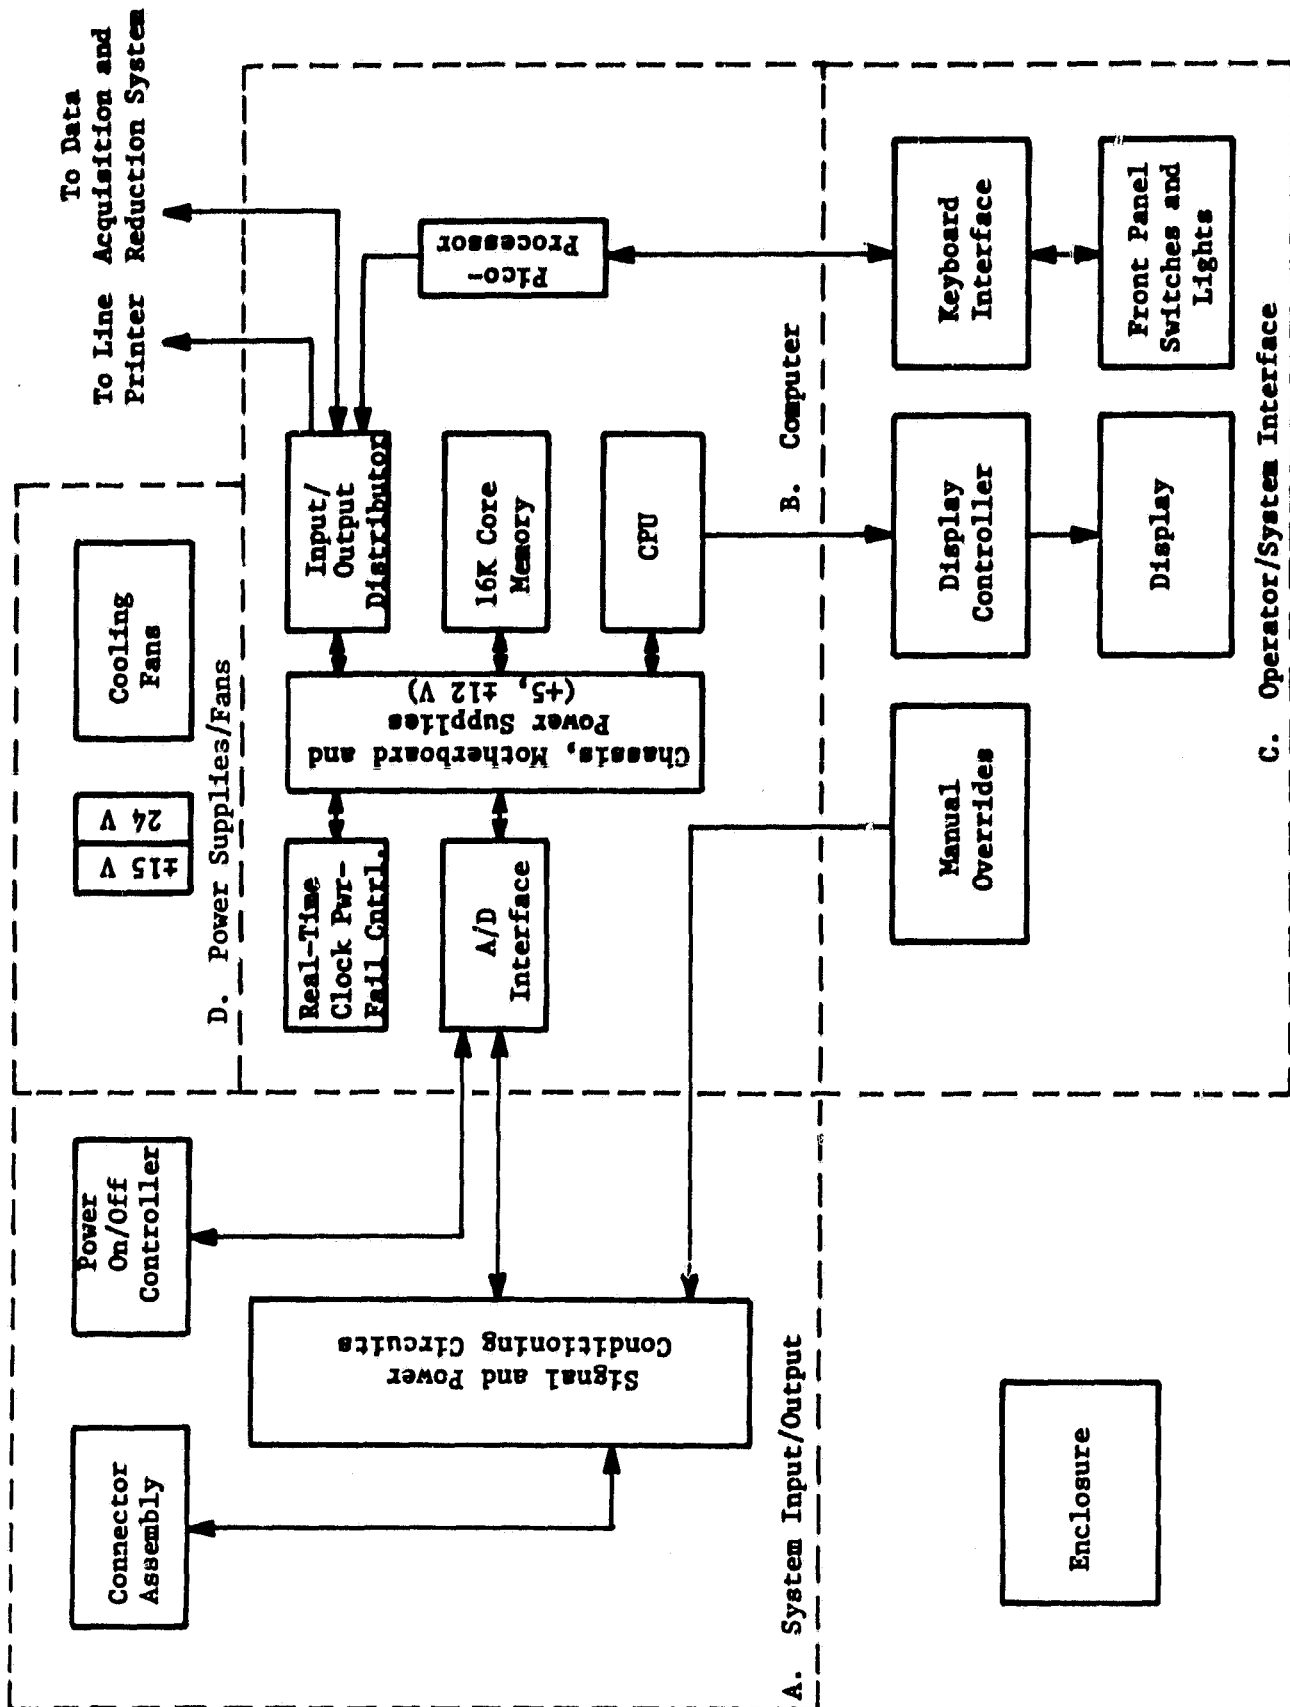 Connector
Assembly
Power
On/Off
Controller
±15 V
24 V
Cooling
Fans
D. Power Supplies/Fans
To Line
Printer
To Data
Acquisition and
Reduction System
Signal and Power
Conditioning Circuits
Real-Time
Clock Pwr-
Fail Cntrl.
A/D
Interface
Chassis, Motherboard and
Power Supplies
(+5, ±12 V)
Input/
Output
Distributor
16K Core
Memory
CPU
Pico-
Processor
A. System Input/Output
B. Computer
Enclosure
Manual
Overrides
Display
Controller
Display
Keyboard
Interface
Front Panel
Switches and
Lights
C. Operator/System Interface